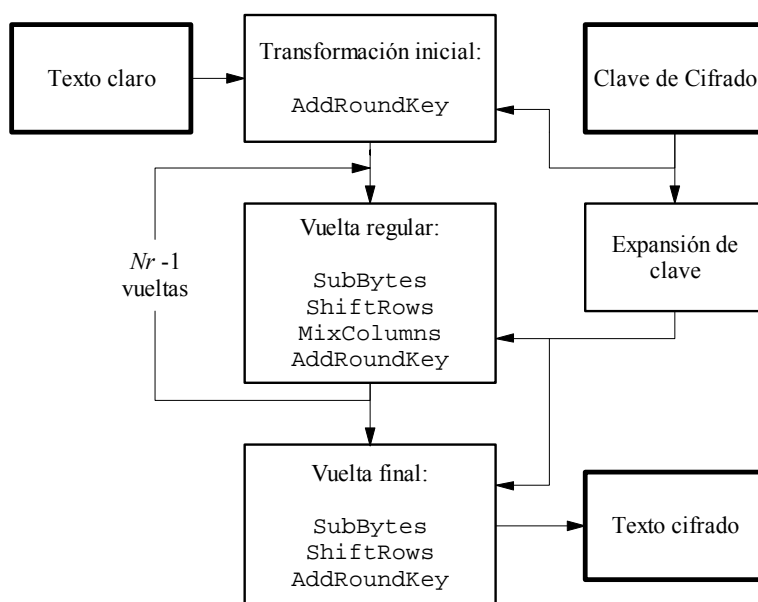 Texto claro
Transformación inicial:
AddRoundKey
Clave de Cifrado
Nr -1
vueltas
Vuelta regular:
SubBytes
ShiftRows
MixColumns
AddRoundKey
Expansión de
clave
Vuelta final:
SubBytes
ShiftRows
AddRoundKey
Texto cifrado